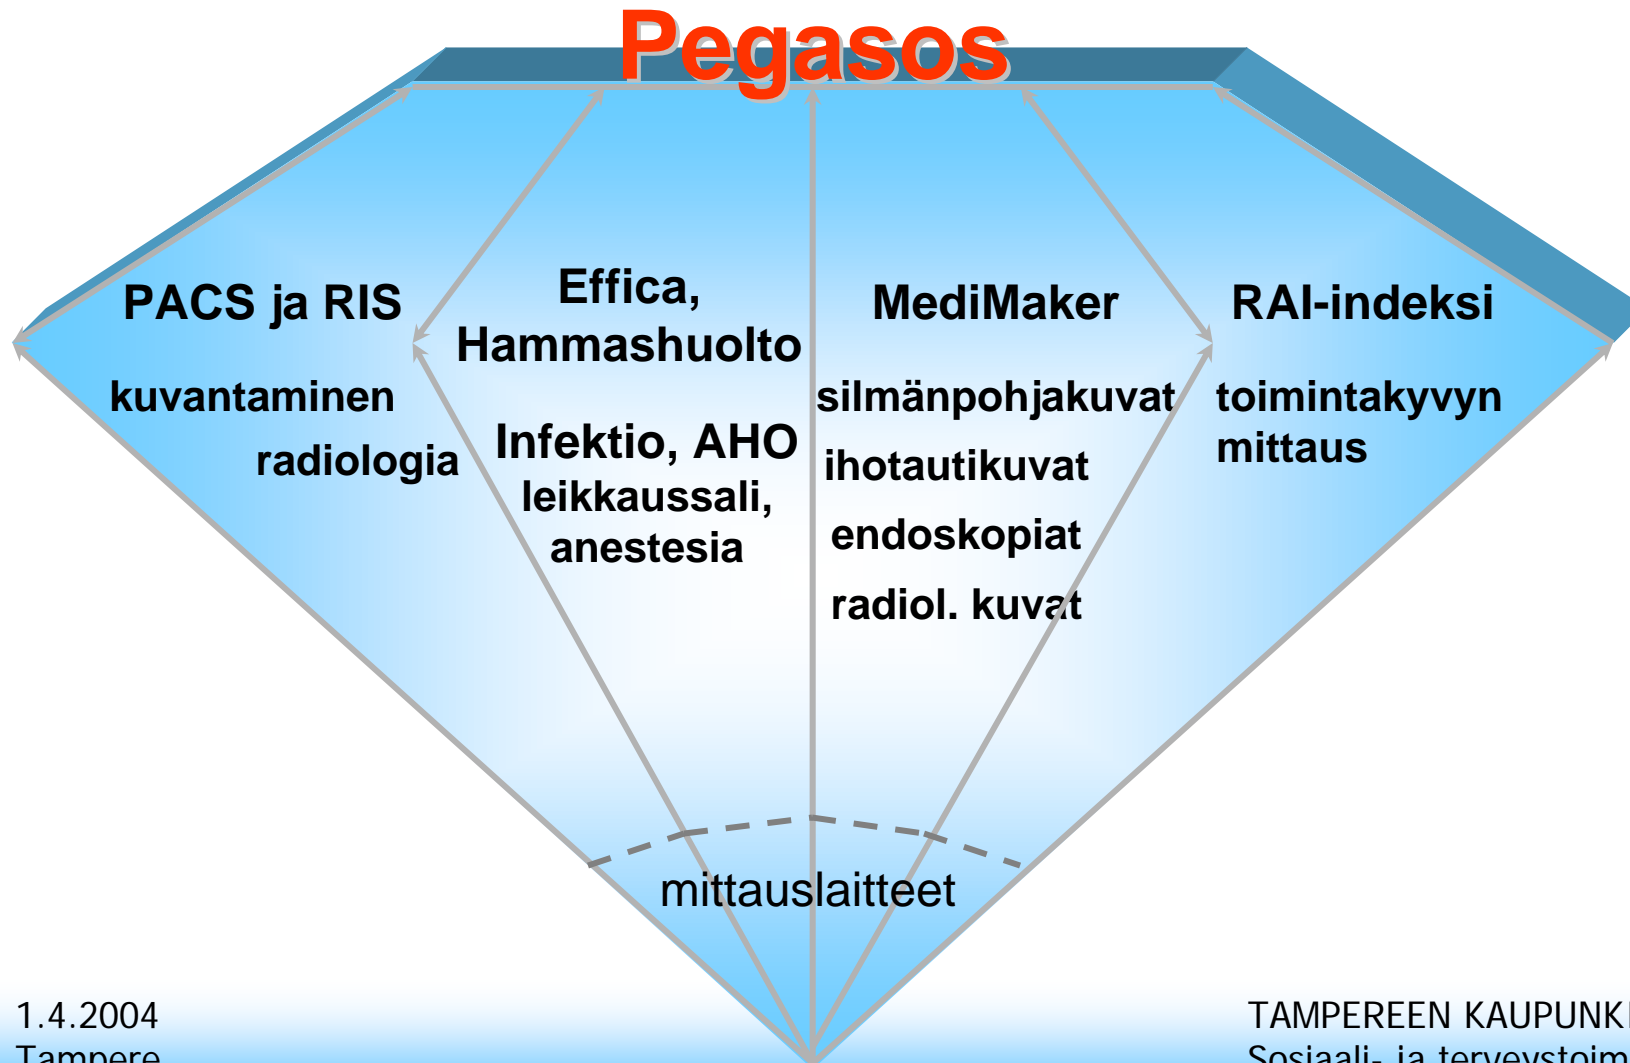 Pegasos
PACS ja RIS
kuvantaminen
radiologia
Effica,
Hammashuolto
Infektio, AHO
leikkaussali,
anestesia
MediMaker
silmänpohjakuvat
ihotautikuvat
endoskopiat
radiol. kuvat
RAI-indeksi
toimintakyvyn
mittaus
mittauslaitteet
1.4.2004
Tampere
TAMPEREEN KAUPUNKI
Sosiaali- ja terveystoim